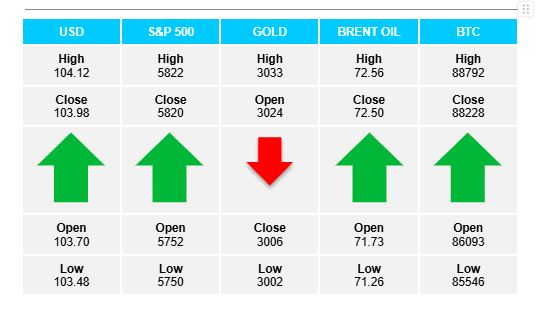 USD S&P 500 GOLD BRENT OIL BTC
High High High High High
104.12 5822 3033 72.56 88792
Close Close Open Close Close
103.98 5820 3024 72.50 88228
Open Open Close Open Open
103.70 5752 3006 71.73 86093
Low Low Low Low Low
103.48 5750 3002 71.26 85546